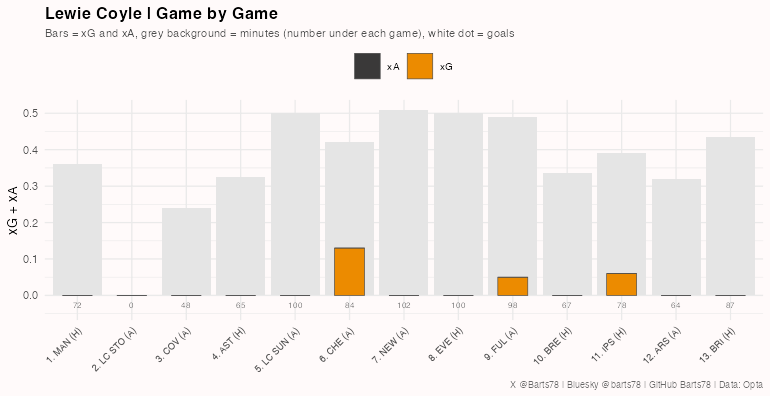 Lewie Coyle | Game by Game
Bars = xG and xA, grey background = minutes (number under each game), white dot = goals
xA xG
xG + xA
0.5
0.4
0.3
0.2
0.1
0.0
72 0 48 65 100 84 102 100 98 67 78 64 87
1. MAN (H)
2. LC STO (A)
3. COV (A)
4. AST (H)
5. LC SUN (A)
6. CHE (A)
7. NEW (A)
8. EVE (H)
9. FUL (A)
10. BRE (H)
11. IPS (H)
12. ARS (A)
13. BRI (H)
X @Barts78 | Bluesky @barts78 | GitHub Barts78 | Data: Opta